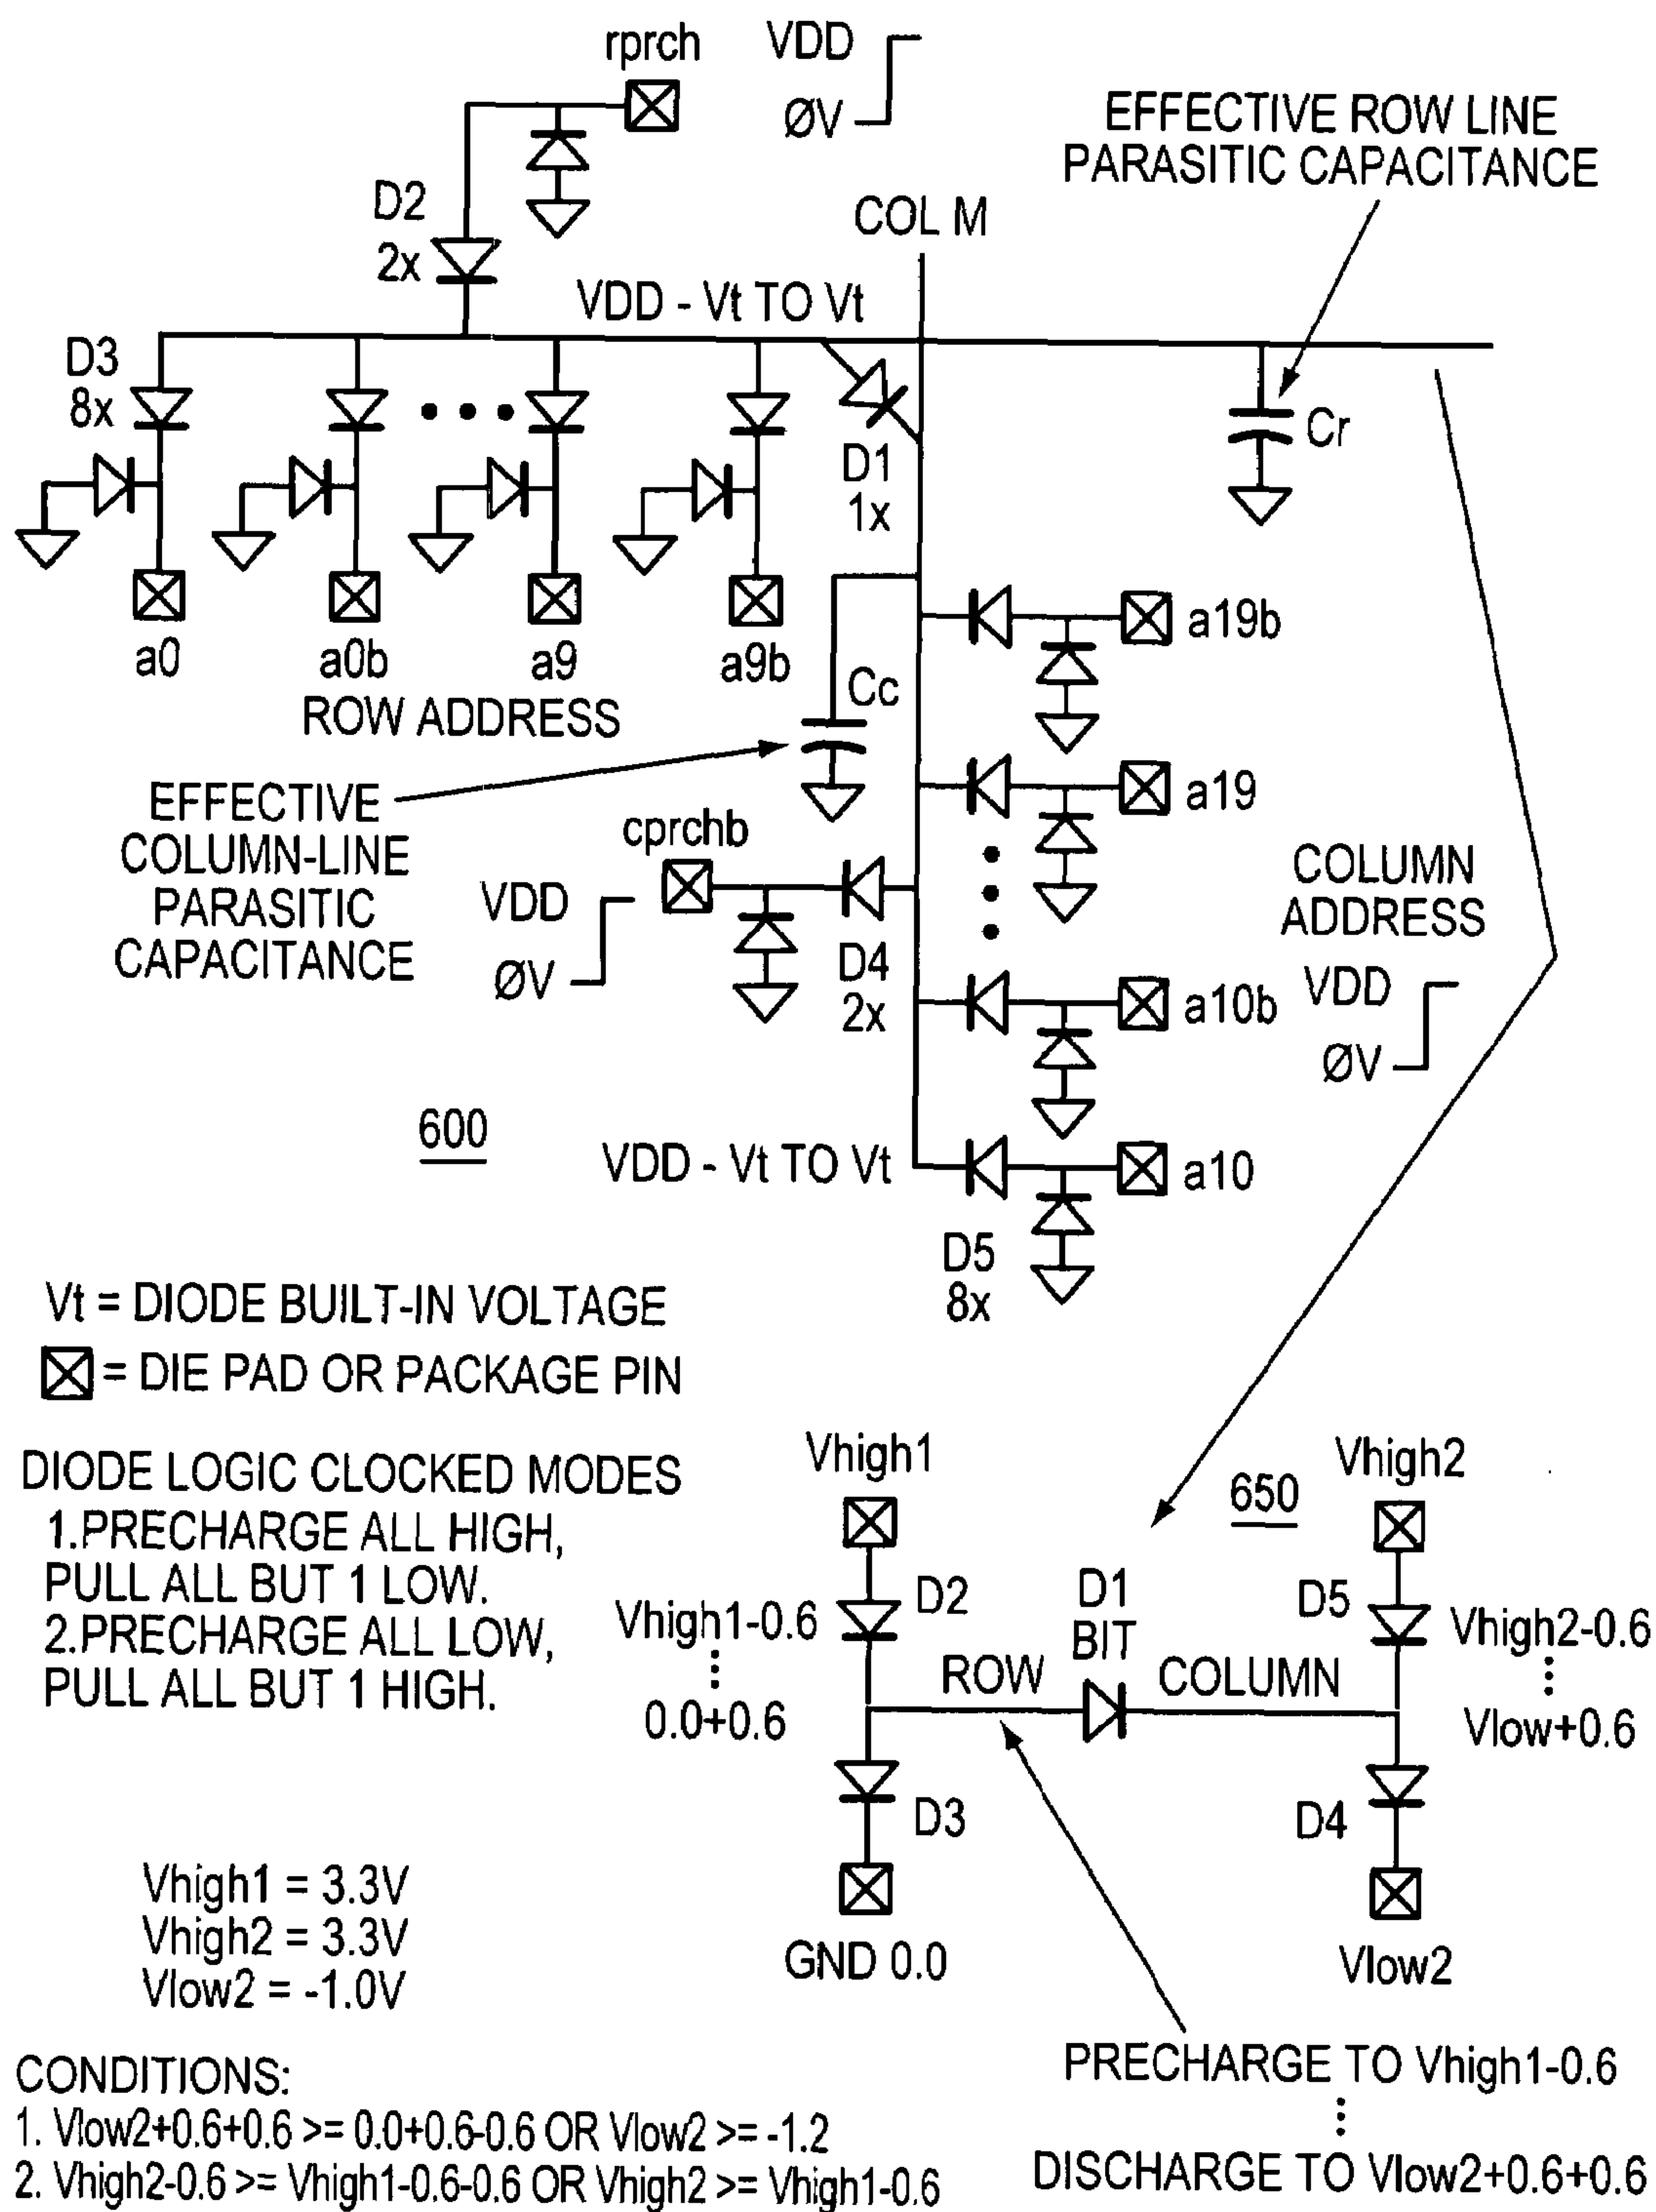 rprch
VDD
ØV
EFFECTIVE ROW LINE
PARASITIC CAPACITANCE
D2
2x
COL M
VDD - Vt TO Vt
D3
8x
D1
1x
Cr
a0
a0b
a9
a9b
ROW ADDRESS
a19b
Cc
EFFECTIVE
COLUMN-LINE
PARASITIC
CAPACITANCE
a19
cprchb
VDD
ØV
D4
2x
COLUMN
ADDRESS
VDD
ØV
a10b
600
VDD - Vt TO Vt
a10
D5
8x
Vt = DIODE BUILT-IN VOLTAGE
= DIE PAD OR PACKAGE PIN
DIODE LOGIC CLOCKED MODES
1.PRECHARGE ALL HIGH,
PULL ALL BUT 1 LOW.
2.PRECHARGE ALL LOW,
PULL ALL BUT 1 HIGH.
Vhigh1
Vhigh2
650
D2
D1
BIT
D5
Vhigh1-0.6
0.0+0.6
Vhigh2-0.6
Vlow+0.6
ROW
COLUMN
D3
D4
GND 0.0
Vlow2
Vhigh1 = 3.3V
Vhigh2 = 3.3V
Vlow2 = -1.0V
PRECHARGE TO Vhigh1-0.6
DISCHARGE TO Vlow2+0.6+0.6
CONDITIONS:
1. Vlow2+0.6+0.6 >= 0.0+0.6-0.6 OR Vlow2 >= -1.2
2. Vhigh2-0.6 >= Vhigh1-0.6-0.6 OR Vhigh2 >= Vhigh1-0.6